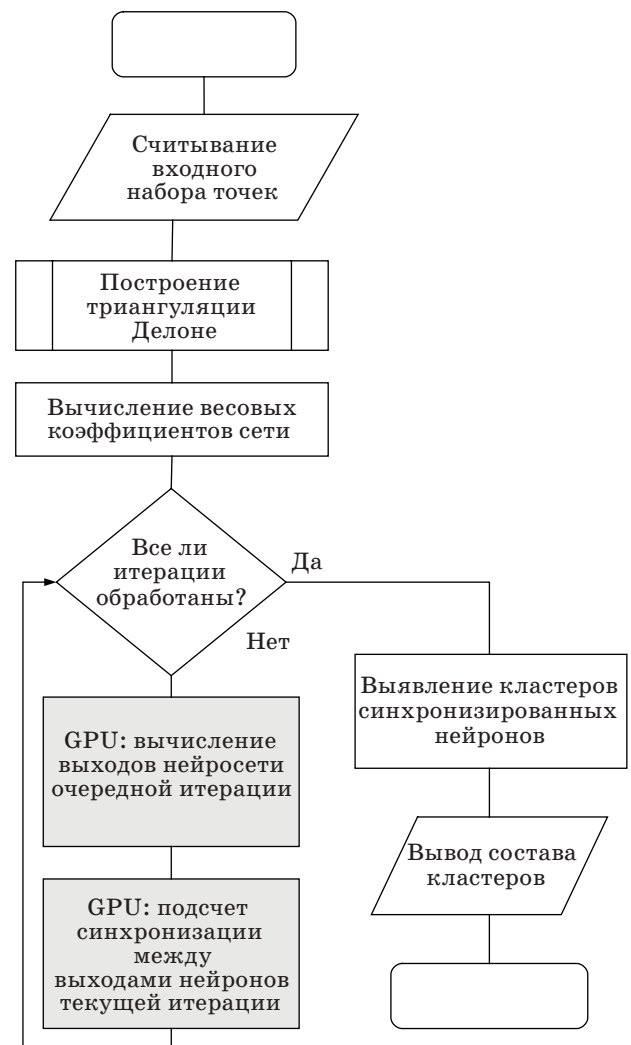 Считывание
входного
набора точек
Построение
триангуляции
Делоне
Вычисление весовых
коэффициентов сети
Все ли
итерации
обработаны?
Да
Нет
GPU: вычисление
выходов нейросети
очередной итерации
GPU: подсчет
синхронизации
между
выходами нейронов
текущей итерации
Выявление кластеров
синхронизированных
нейронов
Вывод состава
кластеров